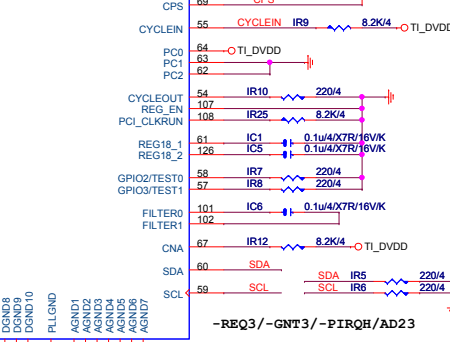 CPS 69 CPS
CYCLEIN 55 CYCLEIN IR9 8.2K/4 TI_DVDD
PC0 64 TI_DVDD
PC1 63
PC2 62
CYCLEOUT 54 IR10 220/4
REG_EN 107
PCI_CLKRUN 108 IR25 8.2K/4
REG18_1 61 IC1 0.1u/4/X7R/16V/K
REG18_2 126 IC5 0.1u/4/X7R/16V/K
GPIO2/TEST0 58 IR7 220/4
GPIO3/TEST1 57 IR8 220/4
FILTER0 101 IC6 0.1u/4/X7R/16V/K
FILTER1 102
CNA 67 IR12 8.2K/4 TI_DVDD
SDA 60 SDA
SDA IR5 220/4
SCL 59 SCL SCL IR6 220/4
DGND8
DGND9
DGND10
PLLGND
AGND1
AGND2
AGND3
AGND4
AGND5
AGND6
AGND7
-REQ3/-GNT3/-PIRQH/AD23